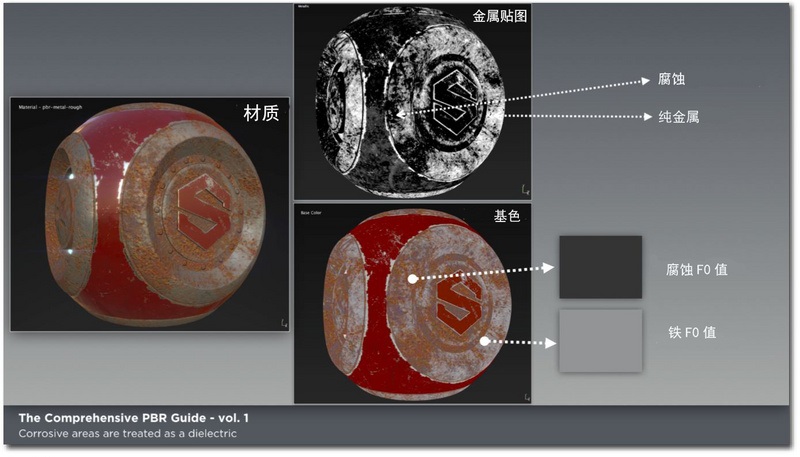 Material - pbr-metal-rough
材质
Metallic
金属贴图
腐蚀
纯金属
Base Color
基色
腐蚀 F0 值
铁 F0 值
The Comprehensive PBR Guide - vol. 1
Corrosive areas are treated as a dielectric